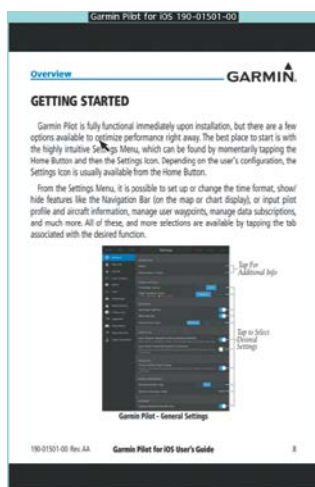 Garmin Pilot for iOS 190-01501-00
Overview
GARMIN.
GETTING STARTED
Garmin Pilot is fully functional immediately upon installation, but there are a few
options available to optimize performance right away. The best place to start is with
the highly intuitive Settings Menu, which can be found by momentarily tapping the
Home Button and then the Settings Icon. Depending on the user's configuration, the
Settings Icon is usually available from the Home Button.
From the Settings Menu, it is possible to set up or change the time format, show/
hide features like the Navigation Bar (on the map or chart display), or input pilot
profile and aircraft information, manage user waypoints, manage data subscriptions,
and much more. All of these, and more selections are available by tapping the tab
associated with the desired function.
Tap For
Additional Info
Tap to Select
Desired
Settings
Garmin Pilot - General Settings
190-01501-00 Rev. AA Garmin Pilot for iOS User's Guide 8